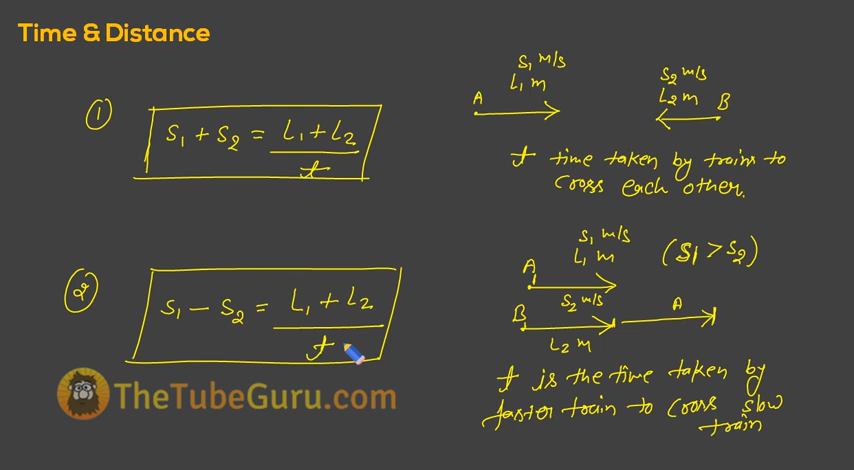 Time & Distance
①
S₁ + S₂ = L₁ + L₂
t
S₁ m/s
L₁ m
A
S₂ m/s
L₂ m
B
t time taken by trains to
cross each other.
②
S₁ - S₂ = L₁ + L₂
t
S₁ m/s
L₁ m
(S₁ > S₂)
A
S₂ m/s
B
A
L₂ m
t is the time taken by
faster train to cross slow
train
TheTubeGuru.com